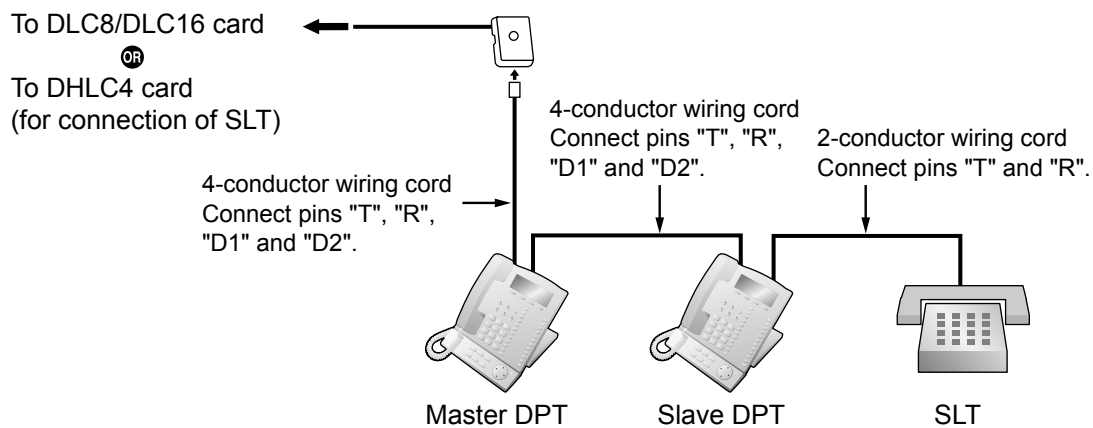 To DLC8/DLC16 card
OR
To DHLC4 card
(for connection of SLT)
4-conductor wiring cord
Connect pins "T", "R",
"D1" and "D2".
4-conductor wiring cord
Connect pins "T", "R",
"D1" and "D2".
2-conductor wiring cord
Connect pins "T" and "R".
Master DPT
Slave DPT
SLT